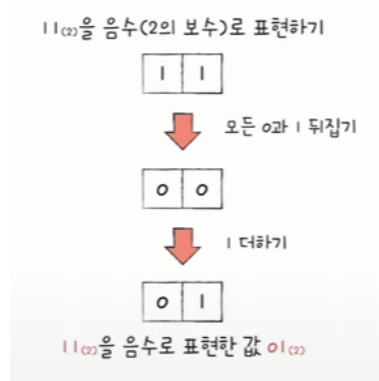 11(2)을 음수(2의 보수)로 표현하기
1 1
모든 0과 1 뒤집기
0 0
1 더하기
0 1
11(2)을 음수로 표현한 값 01(2)